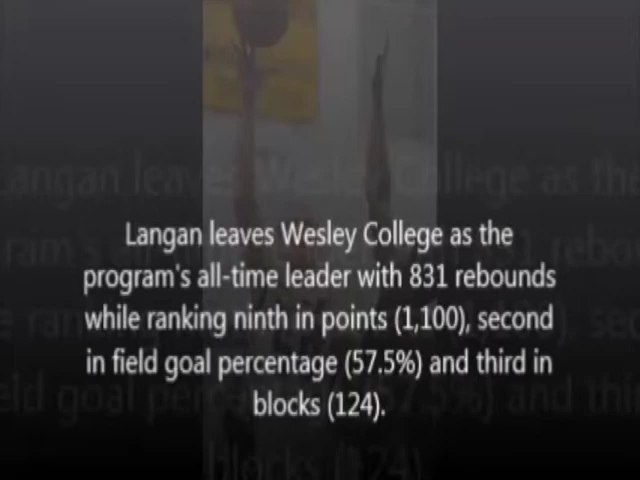 Langan leaves Wesley College as the
program's all-time leader with 831 rebounds
while ranking ninth in points (1,100), second
in field goal percentage (57.5%) and third in
blocks (124).